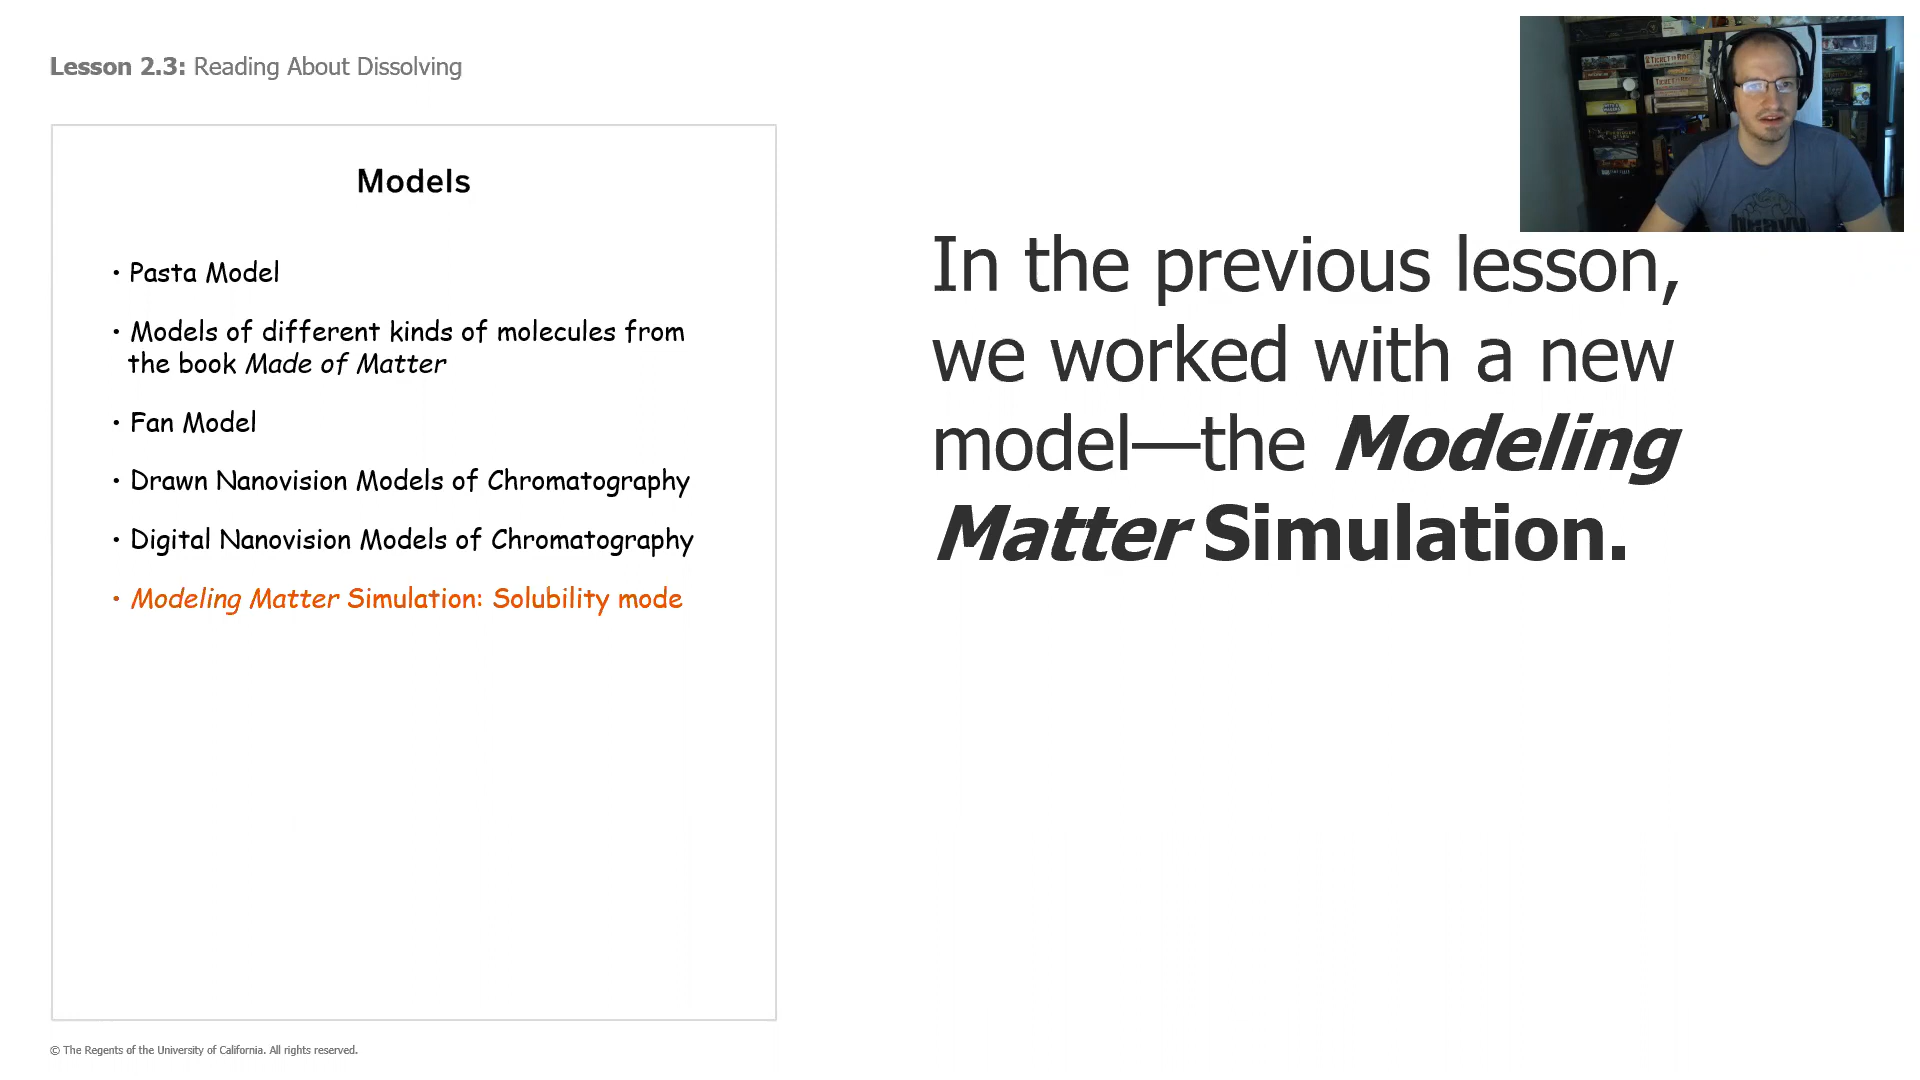 Lesson 2.3: Reading About Dissolving
Models
• Pasta Model
• Models of different kinds of molecules from
the book Made of Matter
• Fan Model
• Drawn Nanovision Models of Chromatography
• Digital Nanovision Models of Chromatography
• Modeling Matter Simulation: Solubility mode
In the previous lesson,
we worked with a new
model—the Modeling
Matter Simulation.
© The Regents of the University of California. All rights reserved.